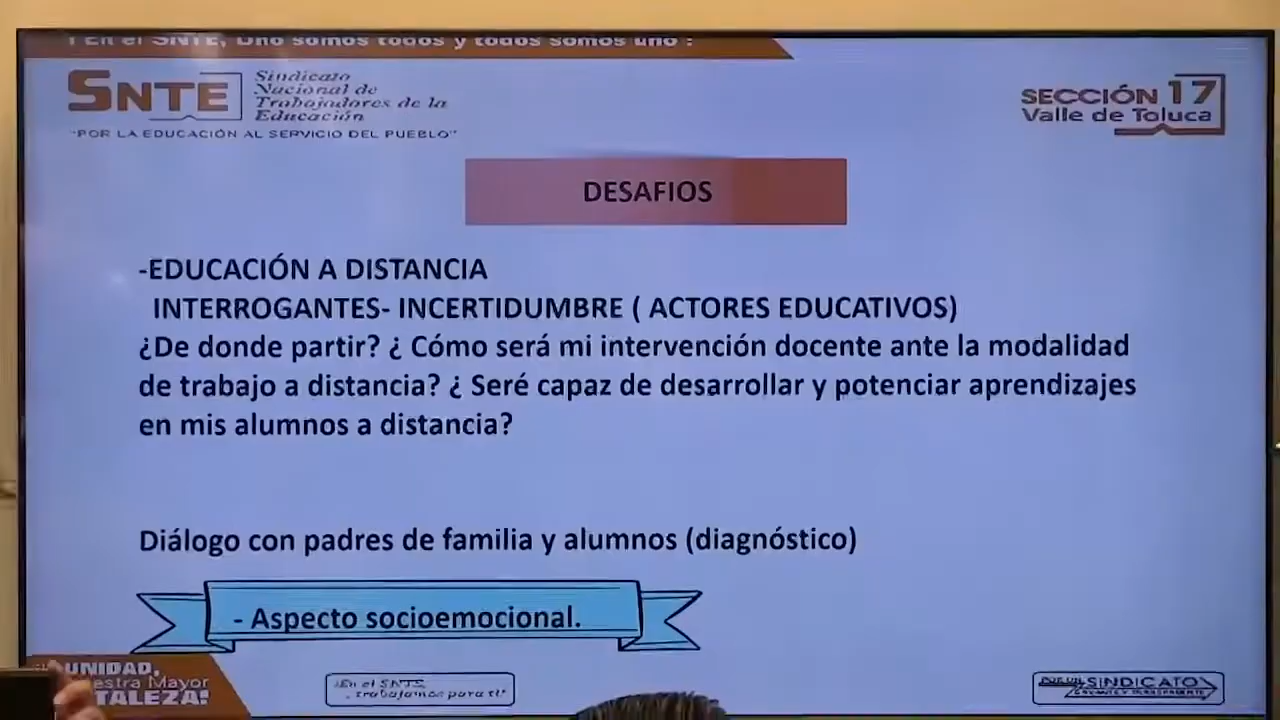 ¡ En el SNTE, Uno somos todos y todos somos uno !
SNTE
Sindicato
Nacional de
Trabajadores de la
Educación
"POR LA EDUCACIÓN AL SERVICIO DEL PUEBLO"
SECCIÓN 17
Valle de Toluca
DESAFIOS
-EDUCACIÓN A DISTANCIA
INTERROGANTES- INCERTIDUMBRE ( ACTORES EDUCATIVOS)
¿De donde partir? ¿ Cómo será mi intervención docente ante la modalidad
de trabajo a distancia? ¿ Seré capaz de desarrollar y potenciar aprendizajes
en mis alumnos a distancia?
Diálogo con padres de familia y alumnos (diagnóstico)
- Aspecto socioemocional.
UNIDAD,
estra Mayor
TALEZA!
¡En el SNTE
trabajamos para ti!
POR UN SINDICATO